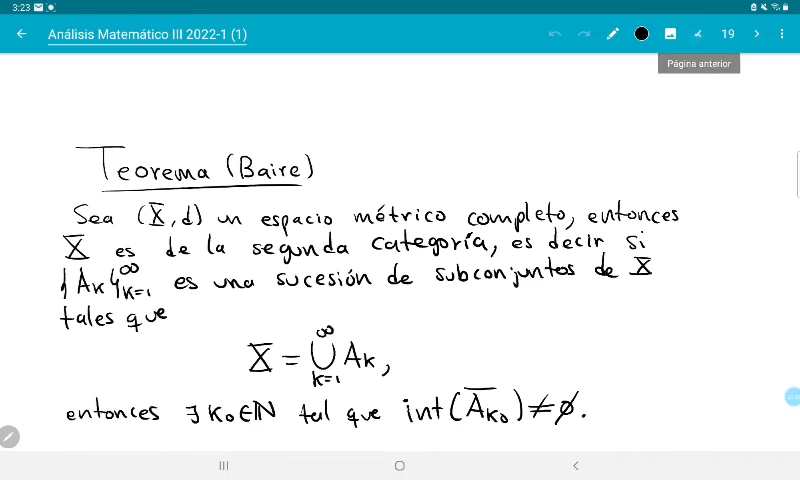 3:23
Análisis Matemático III 2022-1 (1)
19
Página anterior
Teorema (Baire)
Sea (X, d) un espacio métrico completo, entonces
X es de la segunda categoría, es decir si
{Aₖ}ₖ₌₁^∞ es una sucesión de subconjuntos de X
tales que
X = ⋃ₖ₌₁^∞ Aₖ,
entonces ∃ k₀∈ℕ tal que int(A̅ₖ₀) ≠ ∅.